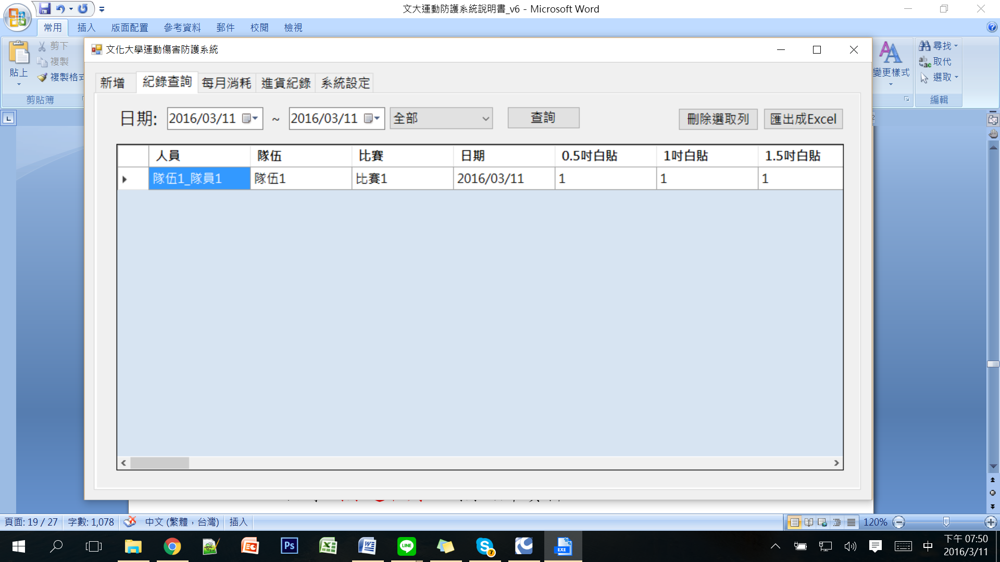 文大運動防護系統說明書_v6 - Microsoft Word
常用 插入 版面配置 參考資料 郵件 校閱 檢視
剪下
複製
複製格式
貼上
剪貼簿
變更樣式
尋找
取代
選取
編輯
文化大學運動傷害防護系統
新增 紀錄查詢 每月消耗 進貨紀錄 系統設定
日期: 2016/03/11 ~ 2016/03/11 全部 查詢 刪除選取列 匯出成Excel
人員 隊伍 比賽 日期 0.5吋白貼 1吋白貼 1.5吋白貼
隊伍1_隊員1 隊伍1 比賽1 2016/03/11 1 1 1
頁面: 19 / 27 字數: 1,078 中文 (繁體，台灣) 插入 120%
Ps LINE 7 EXE 中
下午 07:50
2016/3/11